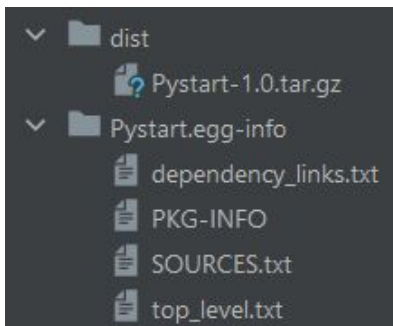 dist
Pystart-1.0.tar.gz
Pystart.egg-info
dependency_links.txt
PKG-INFO
SOURCES.txt
top_level.txt